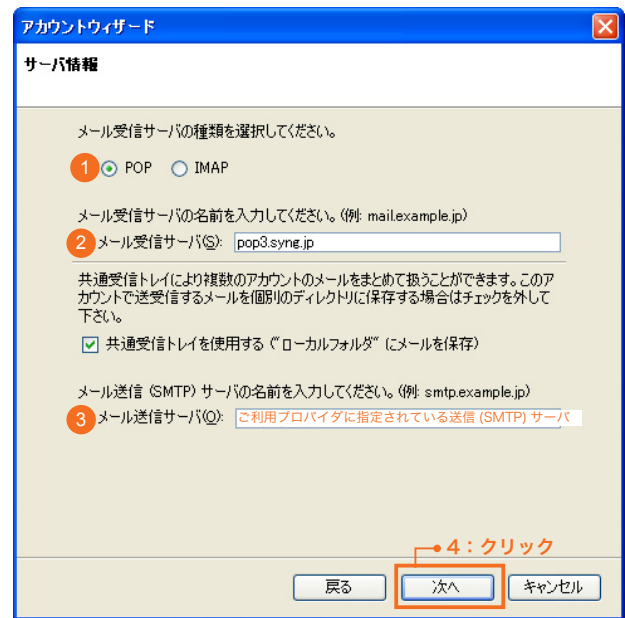 アカウントウィザード
サーバ情報
メール受信サーバの種類を選択してください。
1 POP IMAP
メール受信サーバの名前を入力してください。(例: mail.example.jp)
2 メール受信サーバ(S): pop3.syng.jp
共通受信トレイにより複数のアカウントのメールをまとめて扱うことができます。このア
カウントで送受信するメールを個別のディレクトリに保存する場合はチェックを外して
下さい。
共通受信トレイを使用する ("ローカルフォルダ" にメールを保存)
メール送信 (SMTP) サーバの名前を入力してください。(例: smtp.example.jp)
3 メール送信サーバ(O): ご利用プロバイダに指定されている送信 (SMTP) サーバ
4：クリック
戻る 次へ キャンセル